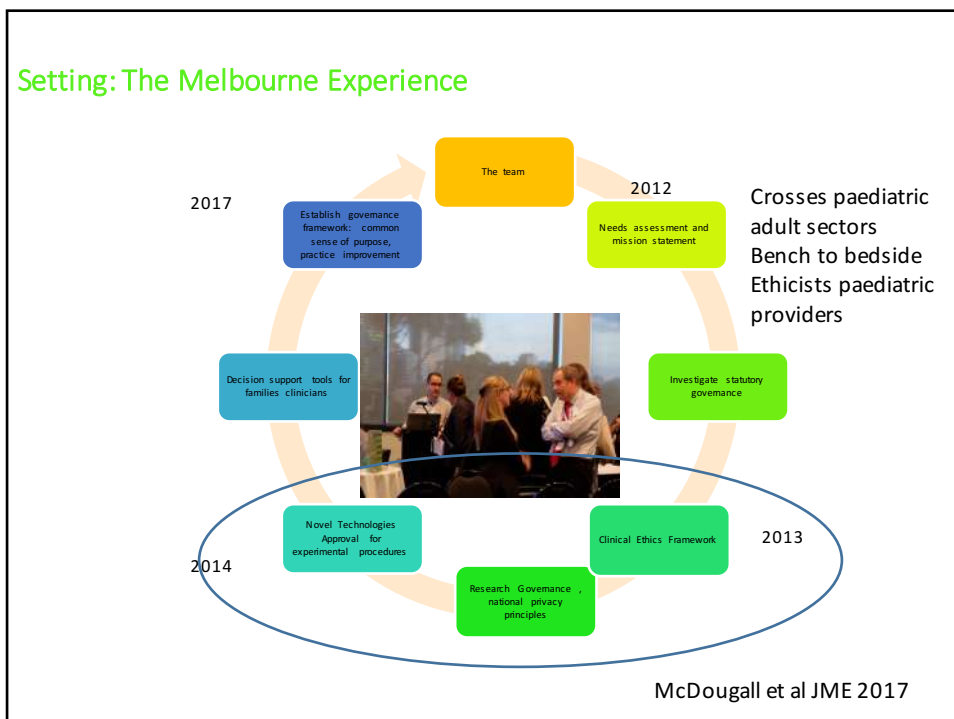 Setting: The Melbourne Experience
The team
2012
Needs assessment and
mission statement
Crosses paediatric
adult sectors
Bench to bedside
Ethicists paediatric
providers
Investigate statutory
governance
Clinical Ethics Framework
2013
Research Governance ,
national privacy
principles
Novel Technologies
Approval for
experimental procedures
2014
Decision support tools for
families clinicians
Establish governance
framework: common
sense of purpose,
practice improvement
2017
McDougall et al JME 2017